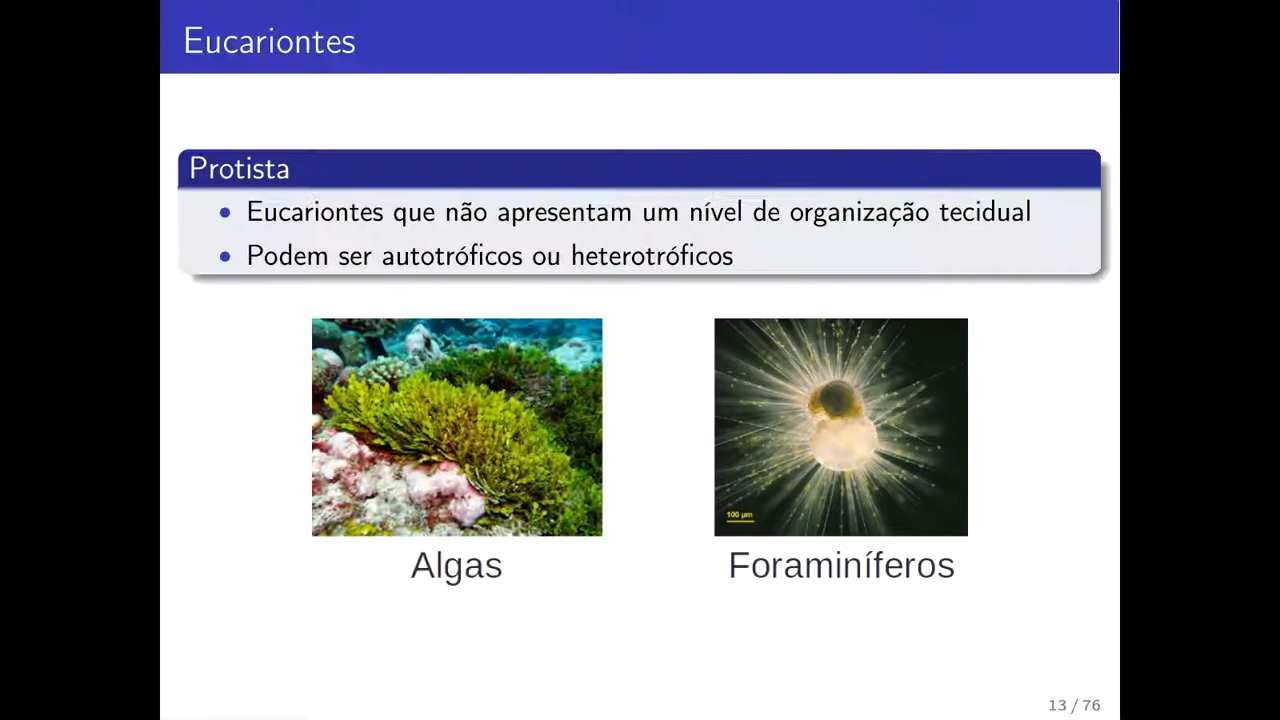 Eucariontes
Protista
• Eucariontes que não apresentam um nível de organização tecidual
• Podem ser autotróficos ou heterotróficos
100 µm
Algas
Foraminíferos
13 / 76